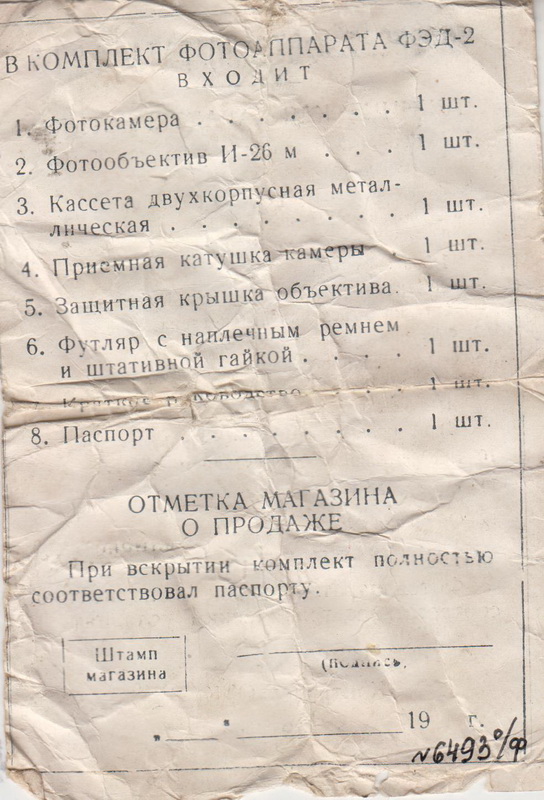 В КОМПЛЕКТ ФОТОАППАРАТА ФЭД-2
ВХОДИТ
1. Фотокамера . . . . . . . 1 шт.
2. Фотообъектив И-26 м . . . 1 шт.
3. Кассета двухкорпусная метал-
лическая . . . . . . . . 1 шт.
4. Приемная катушка камеры . 1 шт.
5. Защитная крышка объектива. 1 шт.
6. Футляр с наплечным ремнем
и штативной гайкой . . . . 1 шт.
Краткое руководство . . . . 1 шт.
8. Паспорт . . . . . . . . 1 шт.
ОТМЕТКА МАГАЗИНА
О ПРОДАЖЕ
При вскрытии комплект полностью
соответствовал паспорту.
Штамп
магазина
(подпись.
„ “ 19 г.
№6493